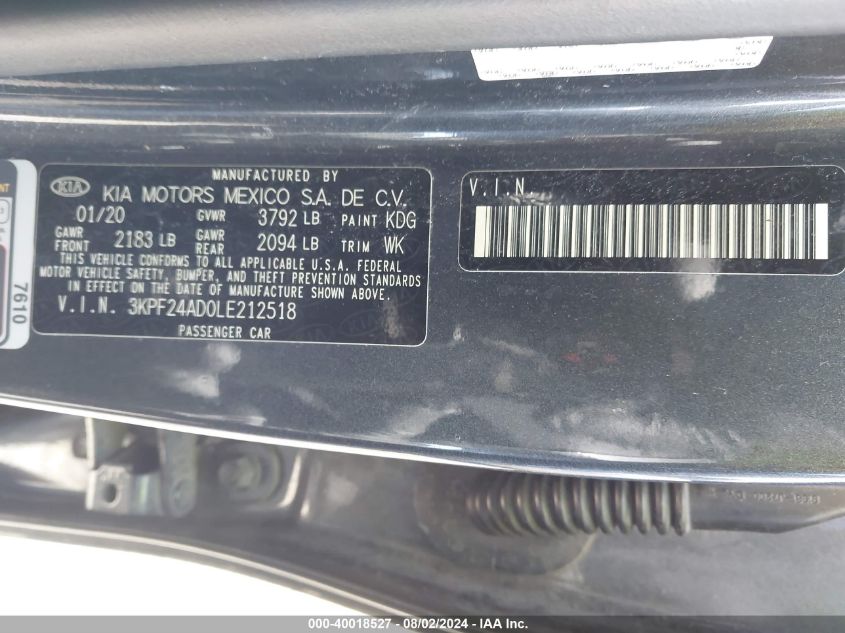 MANUFACTURED BY
KIA KIA MOTORS MEXICO S.A. DE C.V.
01/20 GVWR 3792 LB PAINT KDG
GAWR FRONT 2183 LB GAWR REAR 2094 LB TRIM WK
THIS VEHICLE CONFORMS TO ALL APPLICABLE U.S.A. FEDERAL
MOTOR VEHICLE SAFETY, BUMPER, AND THEFT PREVENTION STANDARDS
IN EFFECT ON THE DATE OF MANUFACTURE SHOWN ABOVE.
V.I.N. 3KPF24AD0LE212518
PASSENGER CAR
V.I.N.
7610
000-40018527 - 08/02/2024 - IAA Inc.